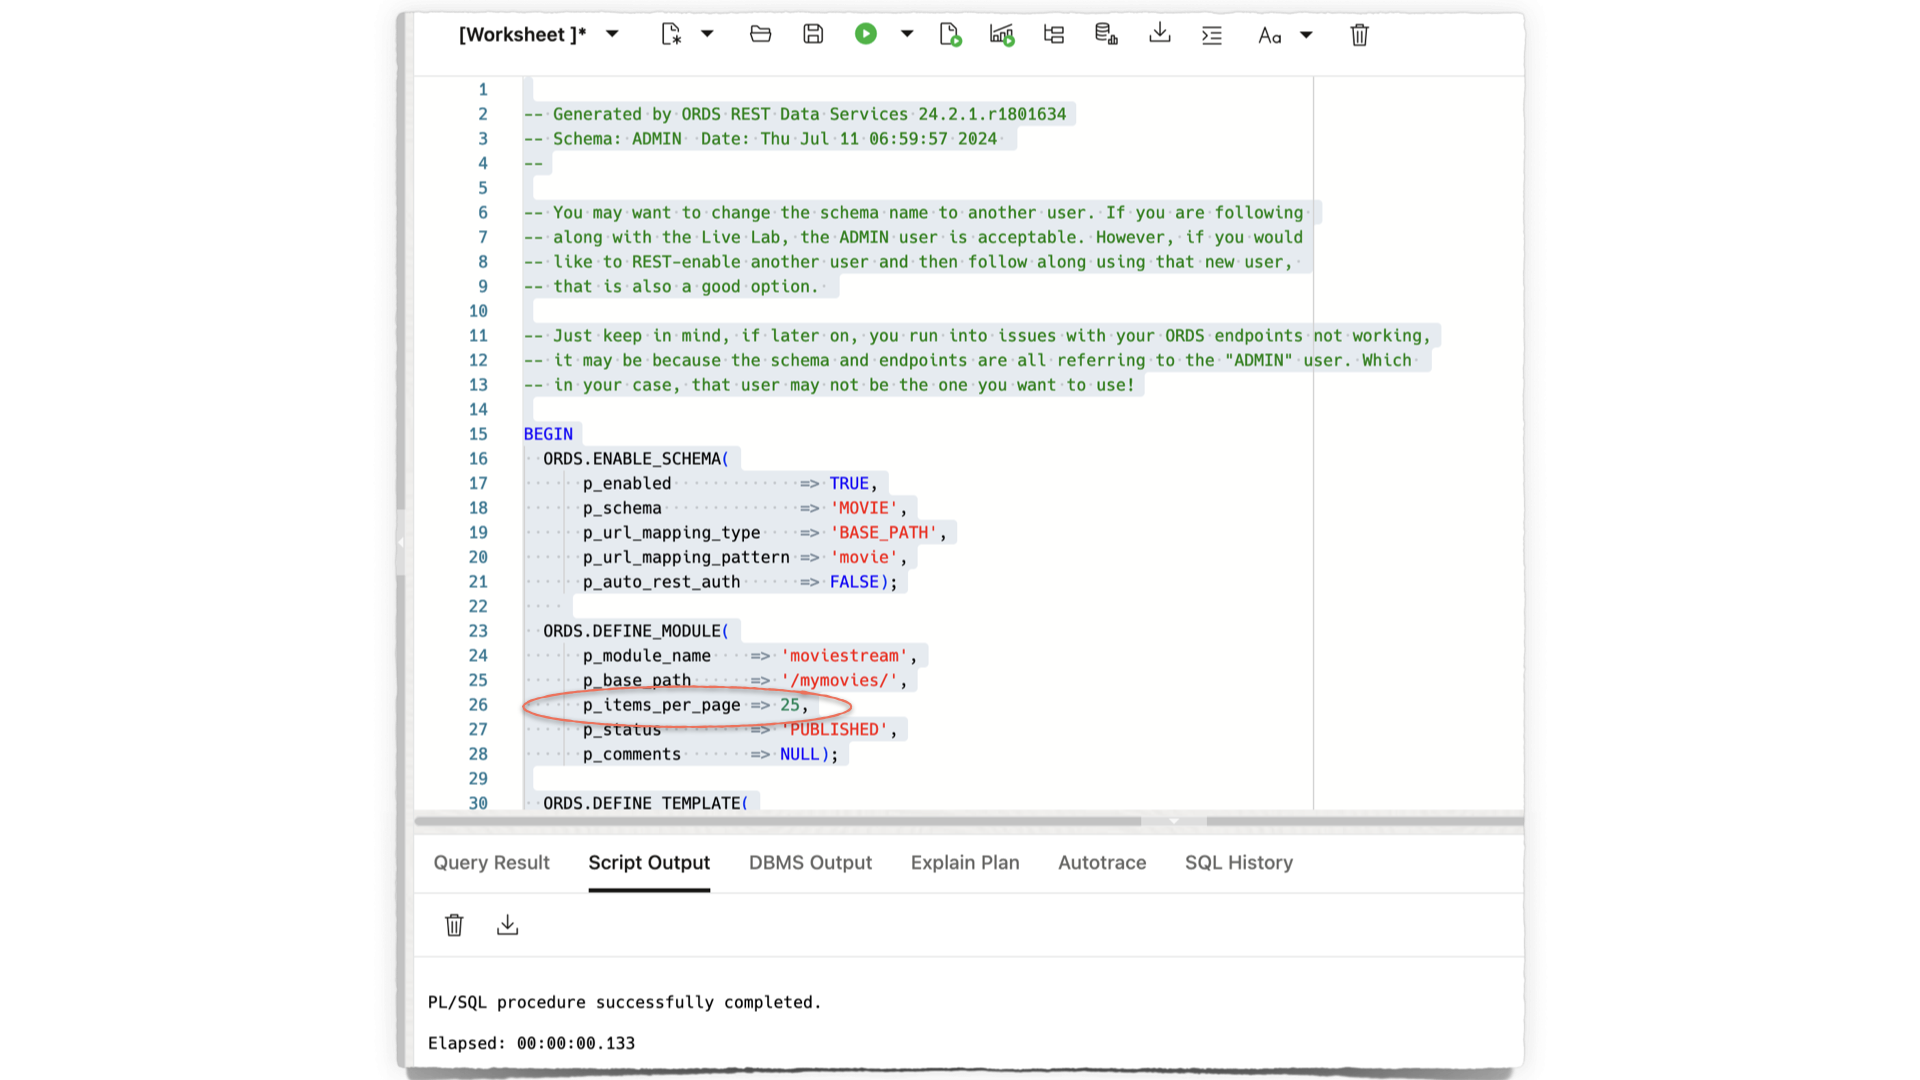 [Worksheet ]*
Aa
1
2 -- Generated by ORDS REST Data Services 24.2.1.r1801634
3 -- Schema: ADMIN  Date: Thu Jul 11 06:59:57 2024
4 --
5
6 -- You may want to change the schema name to another user. If you are following
7 -- along with the Live Lab, the ADMIN user is acceptable. However, if you would
8 -- like to REST-enable another user and then follow along using that new user,
9 -- that is also a good option.
10
11 -- Just keep in mind, if later on, you run into issues with your ORDS endpoints not working,
12 -- it may be because the schema and endpoints are all referring to the "ADMIN" user. Which
13 -- in your case, that user may not be the one you want to use!
14
15 BEGIN
16   ORDS.ENABLE_SCHEMA(
17       p_enabled             => TRUE,
18       p_schema              => 'MOVIE',
19       p_url_mapping_type    => 'BASE_PATH',
20       p_url_mapping_pattern => 'movie',
21       p_auto_rest_auth      => FALSE);
22
23   ORDS.DEFINE_MODULE(
24       p_module_name    => 'moviestream',
25       p_base_path      => '/mymovies/',
26       p_items_per_page => 25,
27       p_status         => 'PUBLISHED',
28       p_comments       => NULL);
29
30   ORDS.DEFINE_TEMPLATE(
Query Result Script Output DBMS Output Explain Plan Autotrace SQL History
PL/SQL procedure successfully completed.
Elapsed: 00:00:00.133